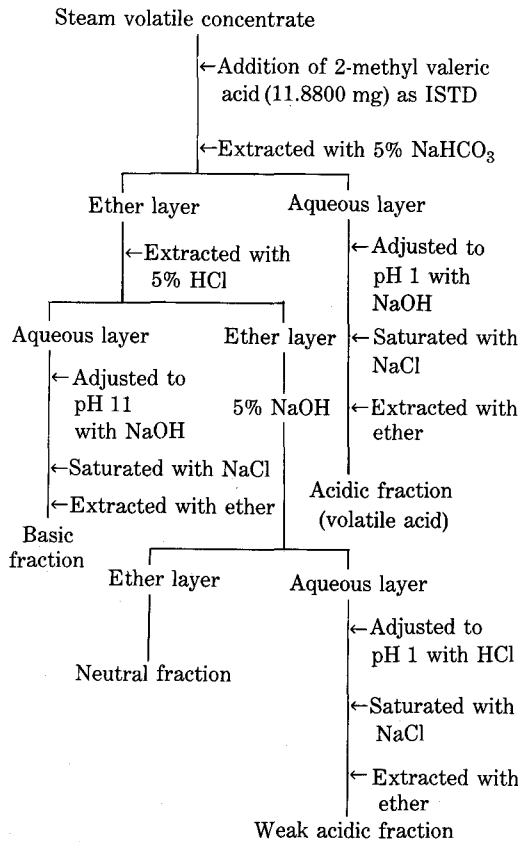 Steam volatile concentrate
←Addition of 2-methyl valeric
acid (11.8800 mg) as ISTD
←Extracted with 5% NaHCO₃
Ether layer
Aqueous layer
←Extracted with
5% HCl
←Adjusted to
pH 1 with
NaOH
←Saturated with
NaCl
←Extracted with
ether
Acidic fraction
(volatile acid)
Aqueous layer
Ether layer
←Adjusted to
pH 11
with NaOH
←Saturated with NaCl
←Extracted with ether
Basic
fraction
5% NaOH
Ether layer
Aqueous layer
Neutral fraction
←Adjusted to
pH 1 with HCl
←Saturated with
NaCl
←Extracted with
ether
Weak acidic fraction